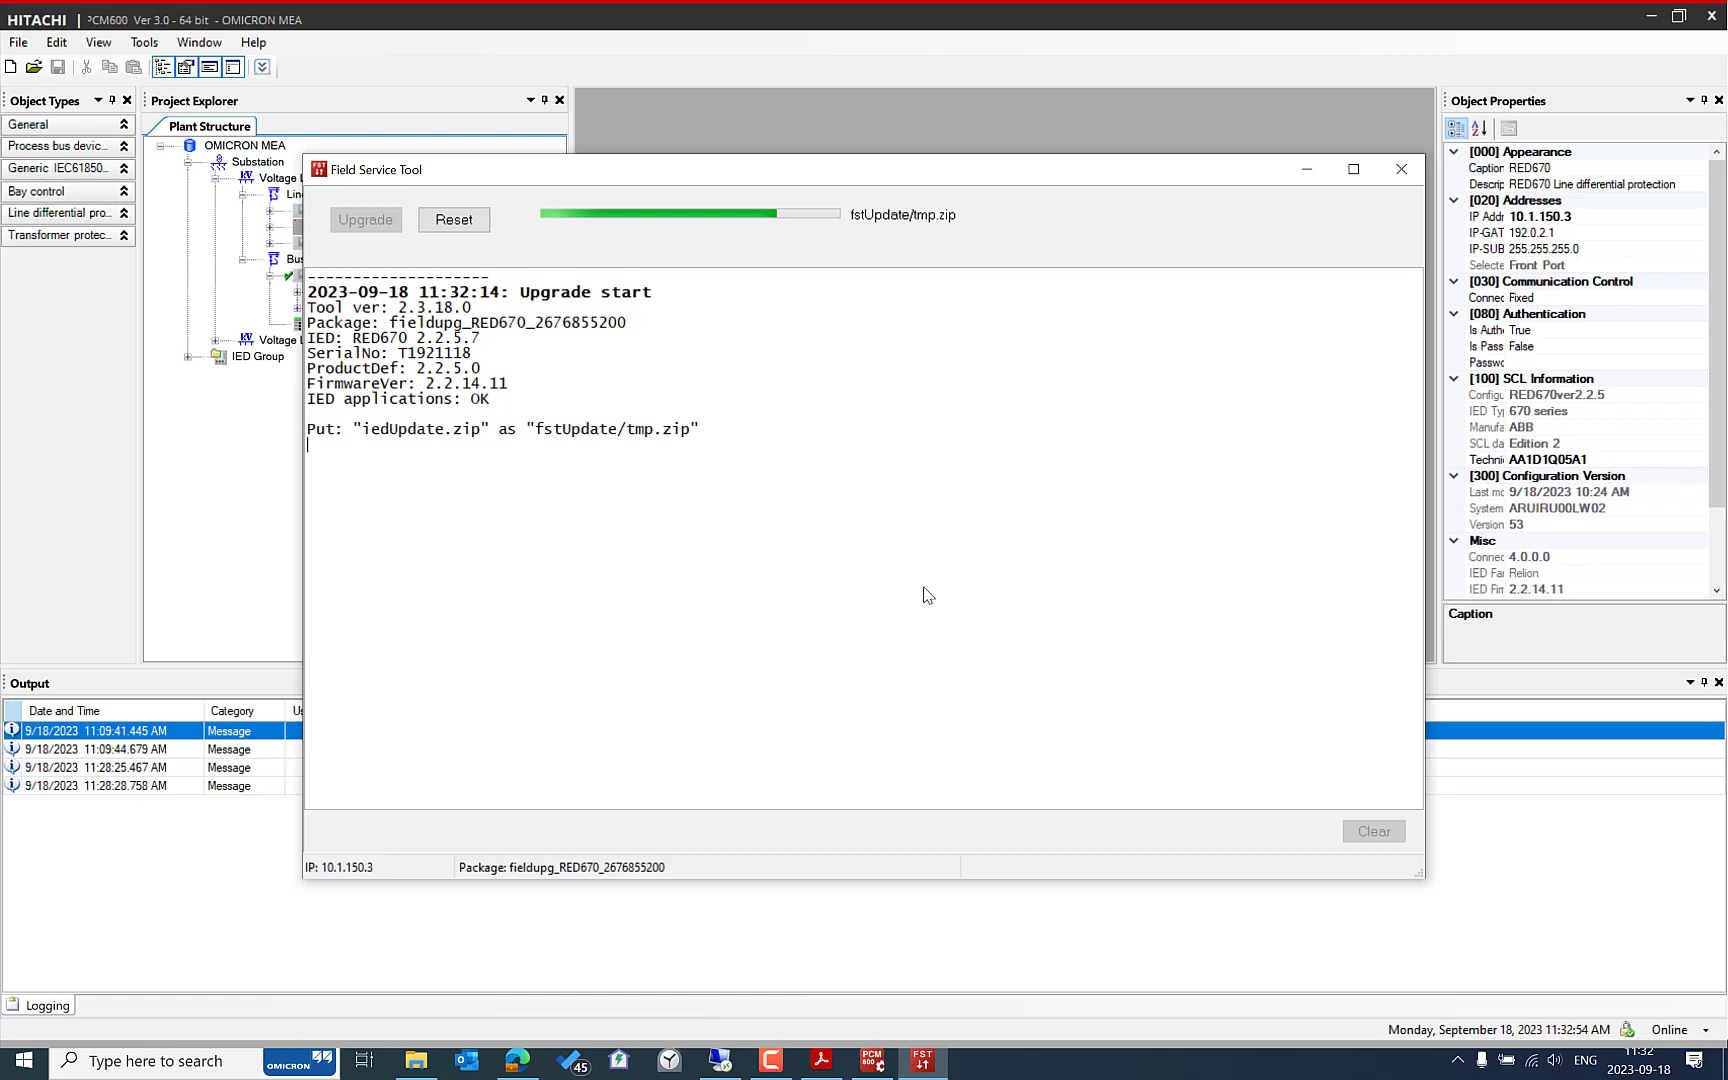 HITACHI | PCM600 Ver 3.0 - 64 bit - OMICRON MEA
File Edit View Tools Window Help
Object Types
General
Process bus devic...
Generic IEC61850...
Bay control
Line differential pro...
Transformer protec...
Project Explorer
Plant Structure
OMICRON MEA
Substation
Voltage L
Lin
Bus
Voltage L
IED Group
FST Field Service Tool
Upgrade Reset fstUpdate/tmp.zip
--------------------
2023-09-18 11:32:14: Upgrade start
Tool ver: 2.3.18.0
Package: fieldupg_RED670_2676855200
IED: RED670 2.2.5.7
SerialNo: T1921118
ProductDef: 2.2.5.0
FirmwareVer: 2.2.14.11
IED applications: OK
Put: "iedUpdate.zip" as "fstUpdate/tmp.zip"
Clear
IP: 10.1.150.3 Package: fieldupg_RED670_2676855200
Object Properties
[000] Appearance
Caption RED670
Descrip RED670 Line differential protection
[020] Addresses
IP Addr 10.1.150.3
IP-GAT 192.0.2.1
IP-SUB 255.255.255.0
Selecte Front Port
[030] Communication Control
Connec Fixed
[080] Authentication
Is Auth True
Is Pass False
Passwo
[100] SCL Information
Configu RED670ver2.2.5
IED Ty 670 series
Manufa ABB
SCL da Edition 2
Technic AA1D1Q05A1
[300] Configuration Version
Last mo 9/18/2023 10:24 AM
System ARUIRU00LW02
Version 53
Misc
Connec 4.0.0.0
IED Fa Relion
IED Fir 2.2.14.11
Caption
Output
Date and Time Category Us
9/18/2023 11:09:41.445 AM Message
9/18/2023 11:09:44.679 AM Message
9/18/2023 11:28:25.467 AM Message
9/18/2023 11:28:28.758 AM Message
Logging
Monday, September 18, 2023 11:32:54 AM Online
Type here to search OMICRON 45 PCM 600 FST ENG 11:32
2023-09-18